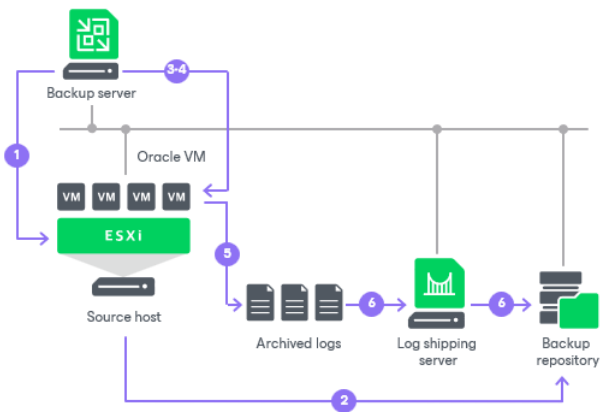 3-4
Backup server
1
Oracle VM
VM VM VM VM
ESXi
5
6
6
Source host
Archived logs
Log shipping
server
Backup
repository
2